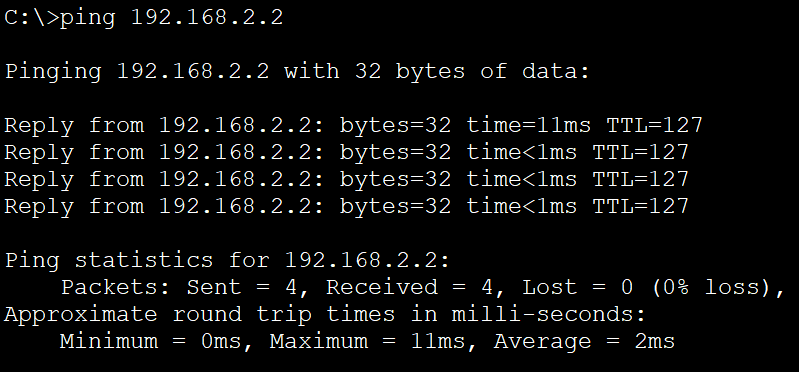 C:\>ping 192.168.2.2
Pinging 192.168.2.2 with 32 bytes of data:
Reply from 192.168.2.2: bytes=32 time=11ms TTL=127
Reply from 192.168.2.2: bytes=32 time<1ms TTL=127
Reply from 192.168.2.2: bytes=32 time<1ms TTL=127
Reply from 192.168.2.2: bytes=32 time<1ms TTL=127
Ping statistics for 192.168.2.2:
Packets: Sent = 4, Received = 4, Lost = 0 (0% loss),
Approximate round trip times in milli-seconds:
Minimum = 0ms, Maximum = 11ms, Average = 2ms